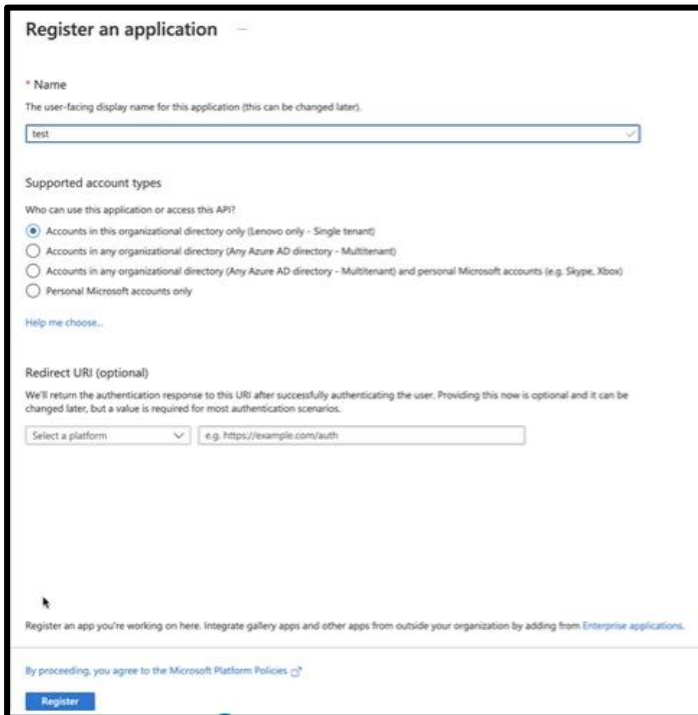 Register an application ...
* Name
The user-facing display name for this application (this can be changed later).
test
Supported account types
Who can use this application or access this API?
Accounts in this organizational directory only (Lenovo only - Single tenant)
Accounts in any organizational directory (Any Azure AD directory - Multitenant)
Accounts in any organizational directory (Any Azure AD directory - Multitenant) and personal Microsoft accounts (e.g. Skype, Xbox)
Personal Microsoft accounts only
Help me choose...
Redirect URI (optional)
We'll return the authentication response to this URI after successfully authenticating the user. Providing this now is optional and it can be
changed later, but a value is required for most authentication scenarios.
Select a platform e.g. https://example.com/auth
Register an app you're working on here. Integrate gallery apps and other apps from outside your organization by adding from Enterprise applications.
By proceeding, you agree to the Microsoft Platform Policies
Register